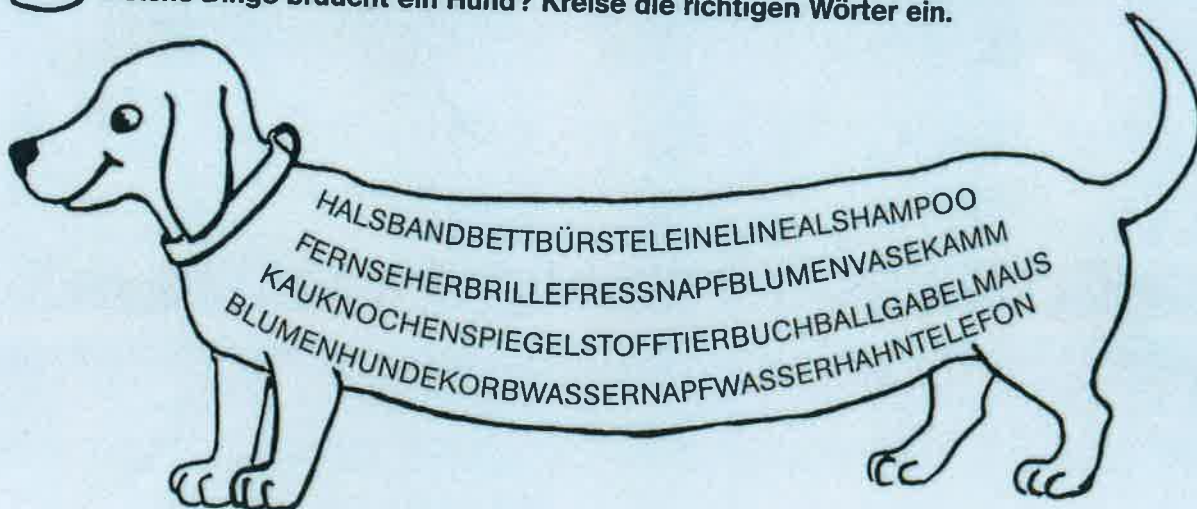 Dinge braucht ein Hund? Kreise die richtigen Wörter ein.
HALSBANDBETTBÜRSTELEINELINEALSHAMPOO
FERNSEHERBRILLEFRESSNAPFBLUMENVASEKAMM
KAUKNOCHENSPIEGELSTOFFTIERBUCHBALLGABELMAUS
BLUMENHUNDEKORBWASSERNAPFWASSERHAHNTELEFON